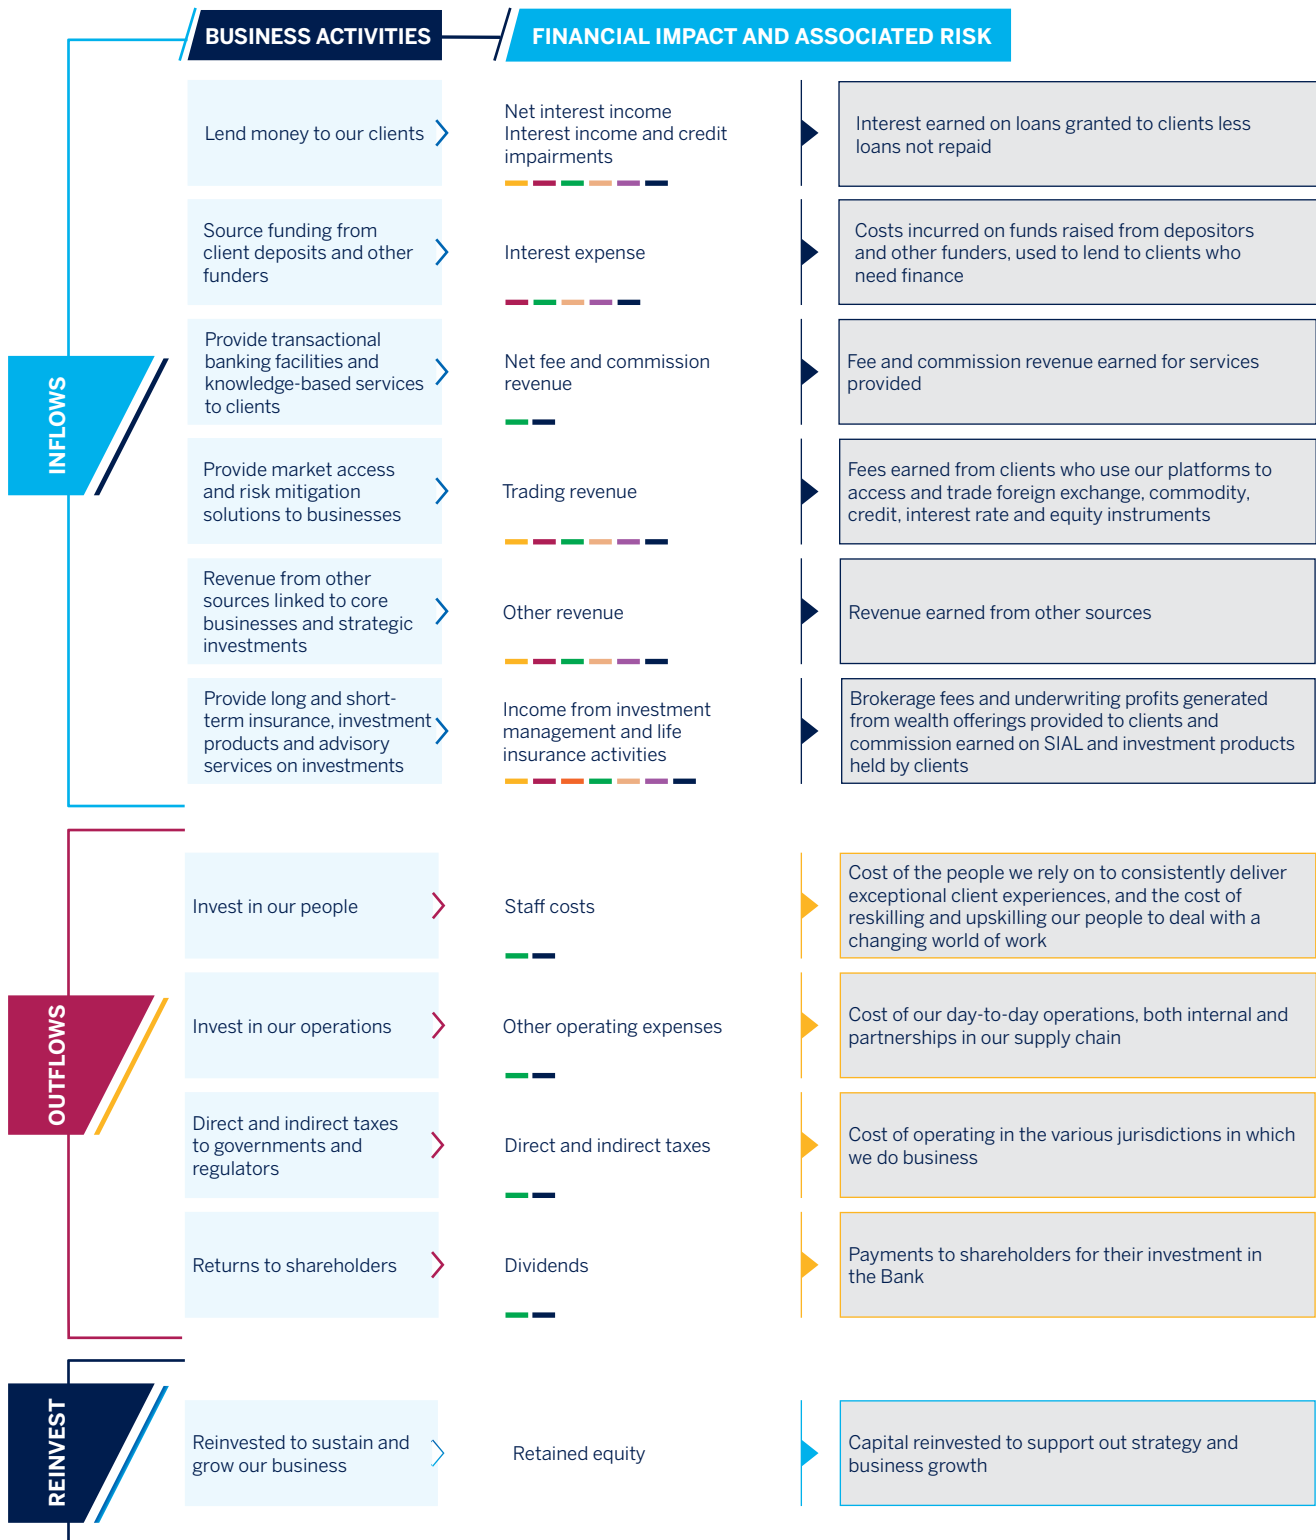 BUSINESS ACTIVITIES
FINANCIAL IMPACT AND ASSOCIATED RISK
INFLOWS
Lend money to our clients
Net interest income
Interest income and credit
impairments
Interest earned on loans granted to clients less
loans not repaid
Source funding from
client deposits and other
funders
Interest expense
Costs incurred on funds raised from depositors
and other funders, used to lend to clients who
need finance
Provide transactional
banking facilities and
knowledge-based services
to clients
Net fee and commission
revenue
Fee and commission revenue earned for services
provided
Provide market access
and risk mitigation
solutions to businesses
Trading revenue
Fees earned from clients who use our platforms to
access and trade foreign exchange, commodity,
credit, interest rate and equity instruments
Revenue from other
sources linked to core
businesses and strategic
investments
Other revenue
Revenue earned from other sources
Provide long and short-
term insurance, investment
products and advisory
services on investments
Income from investment
management and life
insurance activities
Brokerage fees and underwriting profits generated
from wealth offerings provided to clients and
commission earned on SIAL and investment products
held by clients
OUTFLOWS
Invest in our people
Staff costs
Cost of the people we rely on to consistently deliver
exceptional client experiences, and the cost of
reskilling and upskilling our people to deal with a
changing world of work
Invest in our operations
Other operating expenses
Cost of our day-to-day operations, both internal and
partnerships in our supply chain
Direct and indirect taxes
to governments and
regulators
Direct and indirect taxes
Cost of operating in the various jurisdictions in which
we do business
Returns to shareholders
Dividends
Payments to shareholders for their investment in
the Bank
REINVEST
Reinvested to sustain and
grow our business
Retained equity
Capital reinvested to support out strategy and
business growth